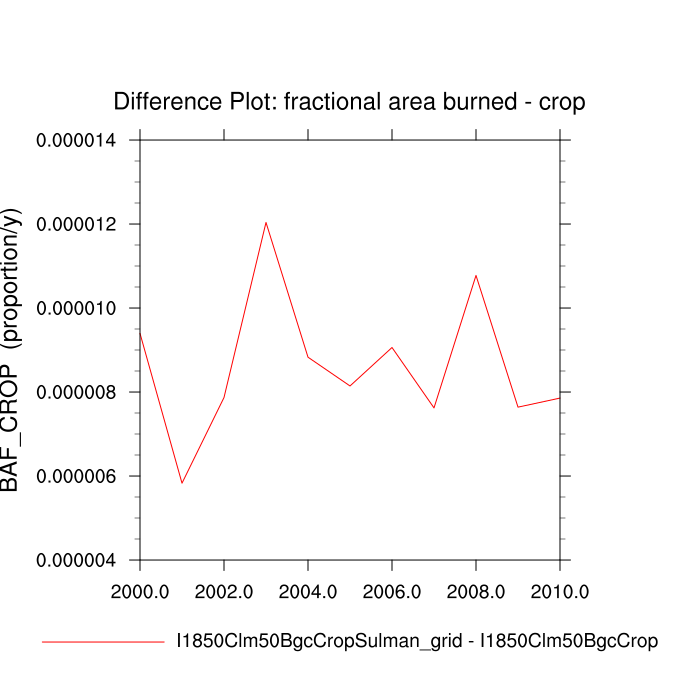 Difference Plot: fractional area burned - crop
0.000014
0.000012
0.000010
0.000008
0.000006
0.000004
BAF_CROP (proportion/y)
2000.0 2002.0 2004.0 2006.0 2008.0 2010.0
I1850Clm50BgcCropSulman_grid - I1850Clm50BgcCrop